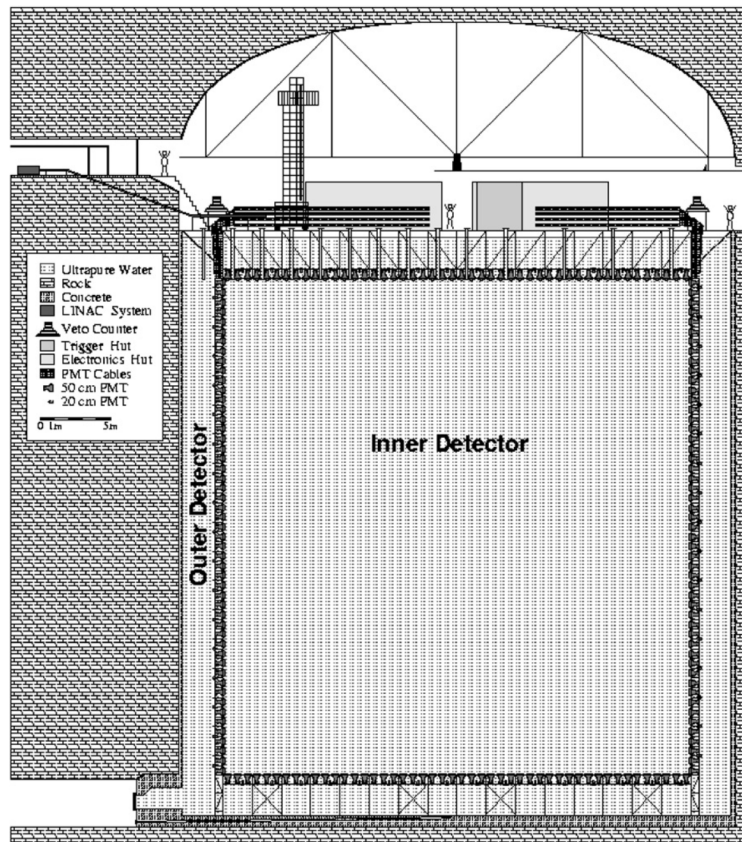 Ultrapure Water
Rock
Concrete
LINAC System
Veto Counter
Trigger Hut
Electronics Hut
PMT Cables
50 cm PMT
20 cm PMT
0 1m 5m
Outer Detector
Inner Detector